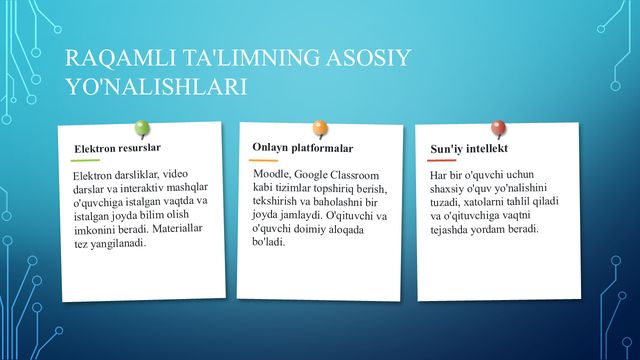 RAQAMLI TA'LIMNING ASOSIY
YO'NALISHLARI
Elektron resurslar
Elektron darsliklar, video
darslar va interaktiv mashqlar
o'quvchiga istalgan vaqtda va
istalgan joyda bilim olish
imkonini beradi. Materiallar
tez yangilanadi.
Onlayn platformalar
Moodle, Google Classroom
kabi tizimlar topshiriq berish,
tekshirish va baholashni bir
joyda jamlaydi. O'qituvchi va
o'quvchi doimiy aloqada
bo'ladi.
Sun'iy intellekt
Har bir o'quvchi uchun
shaxsiy o'quv yo'nalishini
tuzadi, xatolarni tahlil qiladi
va o'qituvchiga vaqtni
tejashda yordam beradi.